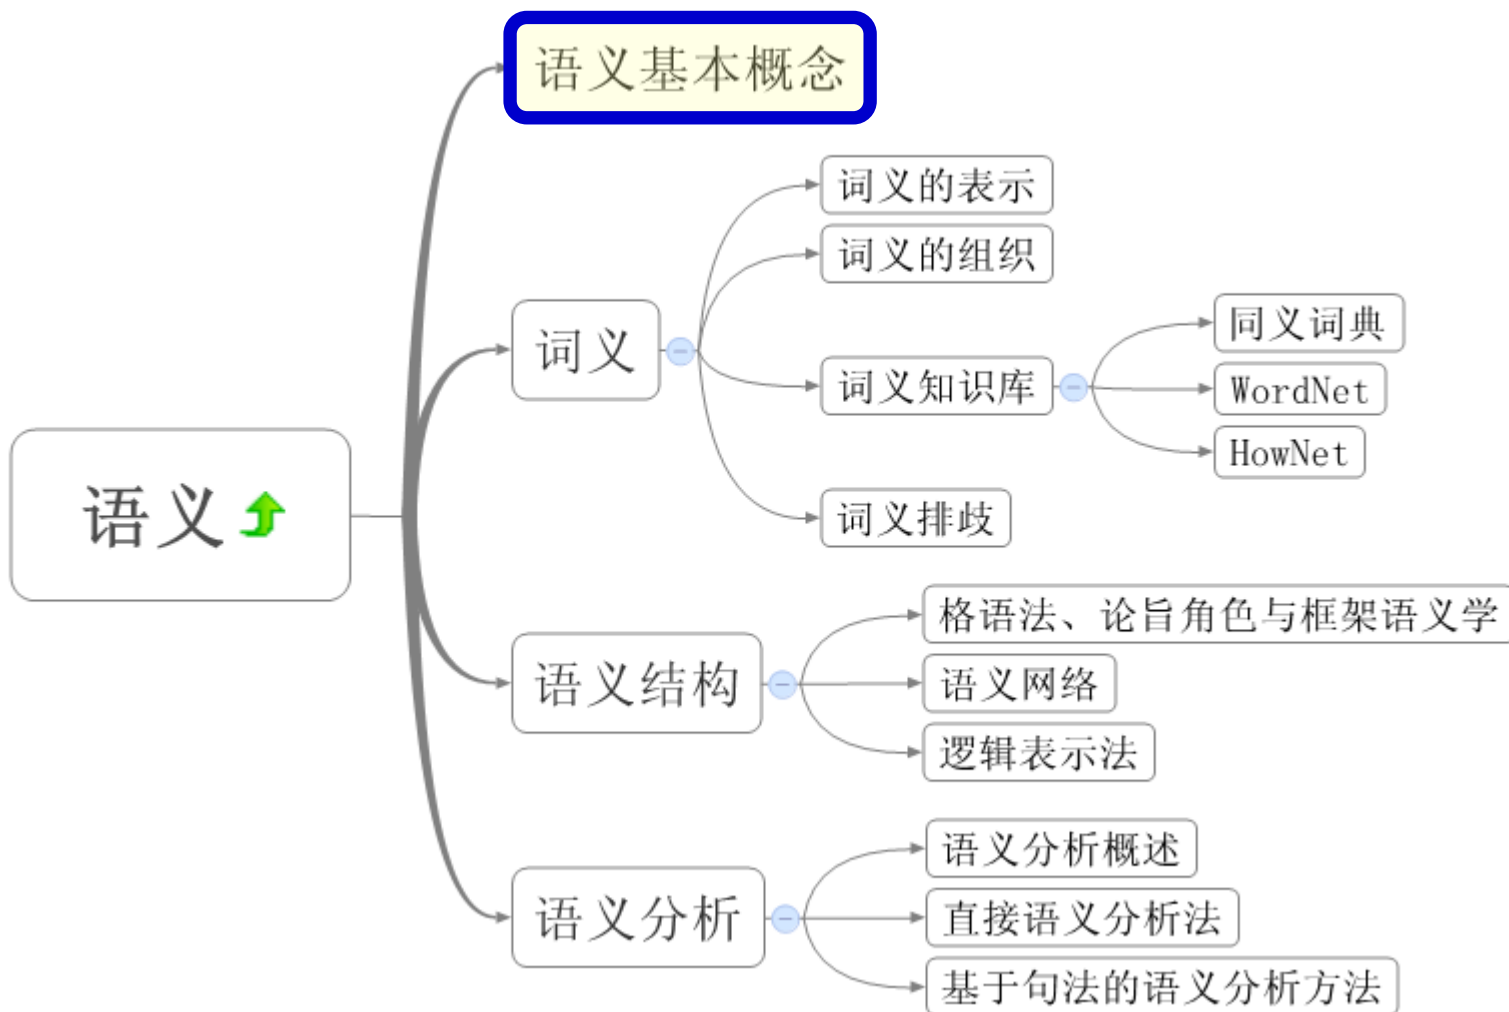 语义基本概念
词义的表示
词义的组织
同义词典
词义
词义知识库
WordNet
HowNet
语义
词义排歧
格语法、论旨角色与框架语义学
语义结构
语义网络
逻辑表示法
语义分析概述
语义分析
直接语义分析法
基于句法的语义分析方法